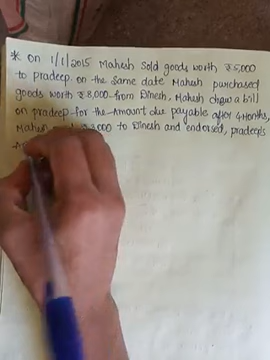 * On 1/1/2015 Mahesh Sold goods worth ₹5,000
to pradeep. on the Same date Mahesh purchased
goods worth ₹8,000 from Dinesh, Mahesh drew a bill
on pradeep for the Amount due payable after 4 Months,
Mahesh 3000 to Dinesh and endorsed, pradeep's